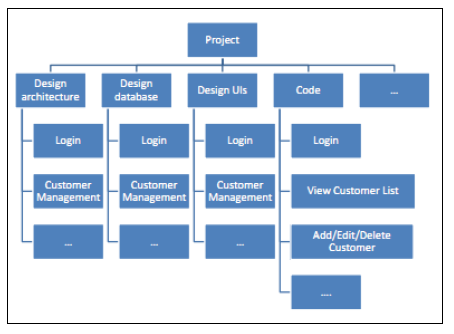 Project
Design
architecture
Design
database
Design UIs
Code
...
Login
Login
Login
Login
Customer
Management
Customer
Management
Customer
Management
View Customer List
...
...
...
Add/Edit/Delete
Customer
....